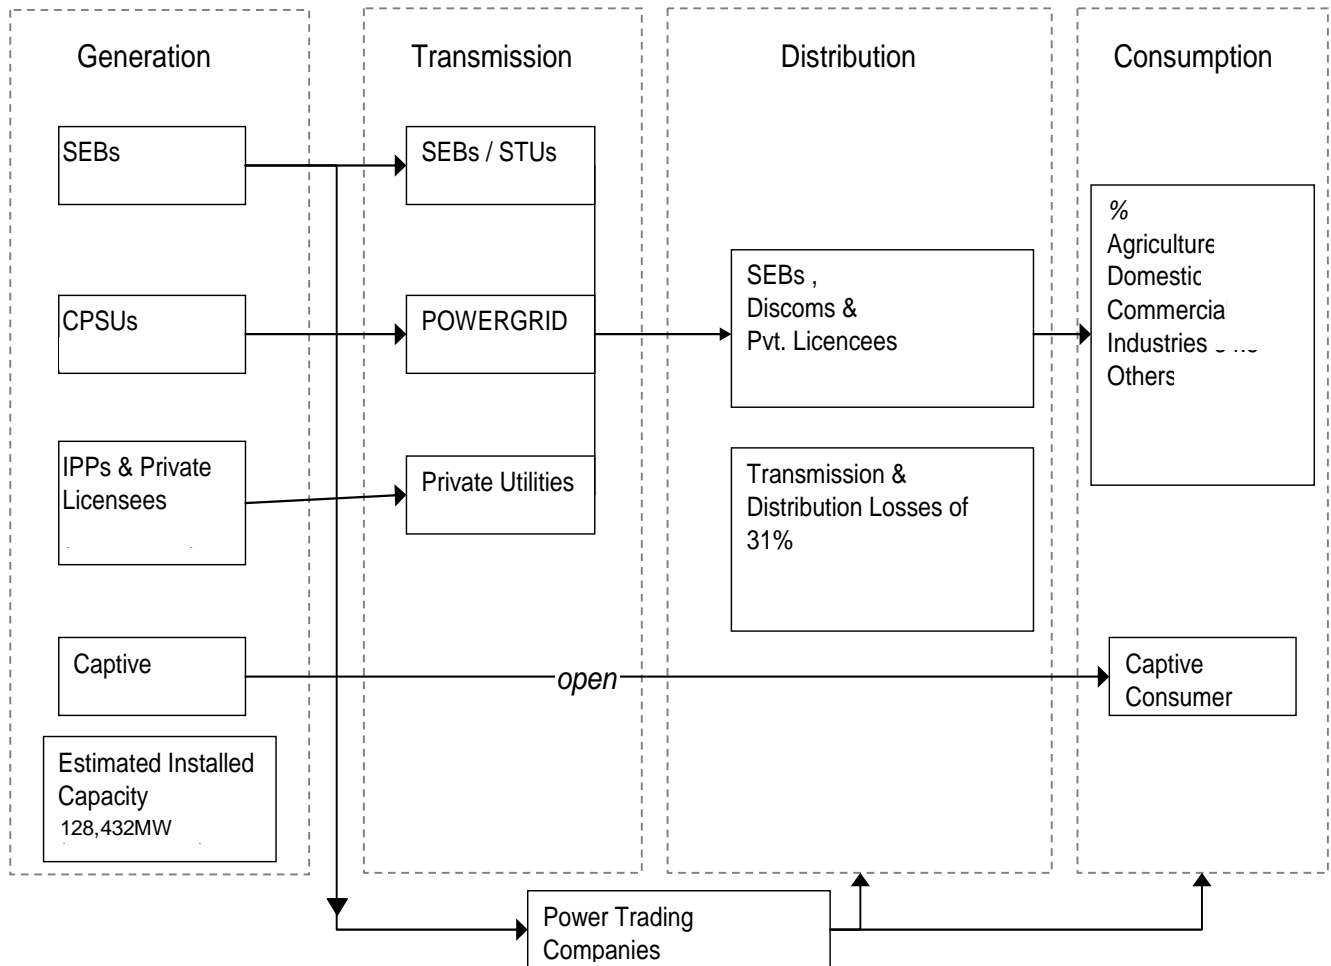 Generation
Transmission
Distribution
Consumption
SEBs
SEBs / STUs
CPSUs
POWERGRID
IPPs & Private
Licensees
Private Utilities
SEBs ,
Discoms &
Pvt. Licencees
Transmission &
Distribution Losses of
31%
%
Agriculture
Domestic
Commercia
Industries
Others
Captive
open
Captive
Consumer
Estimated Installed
Capacity
128,432MW
Power Trading
Companies